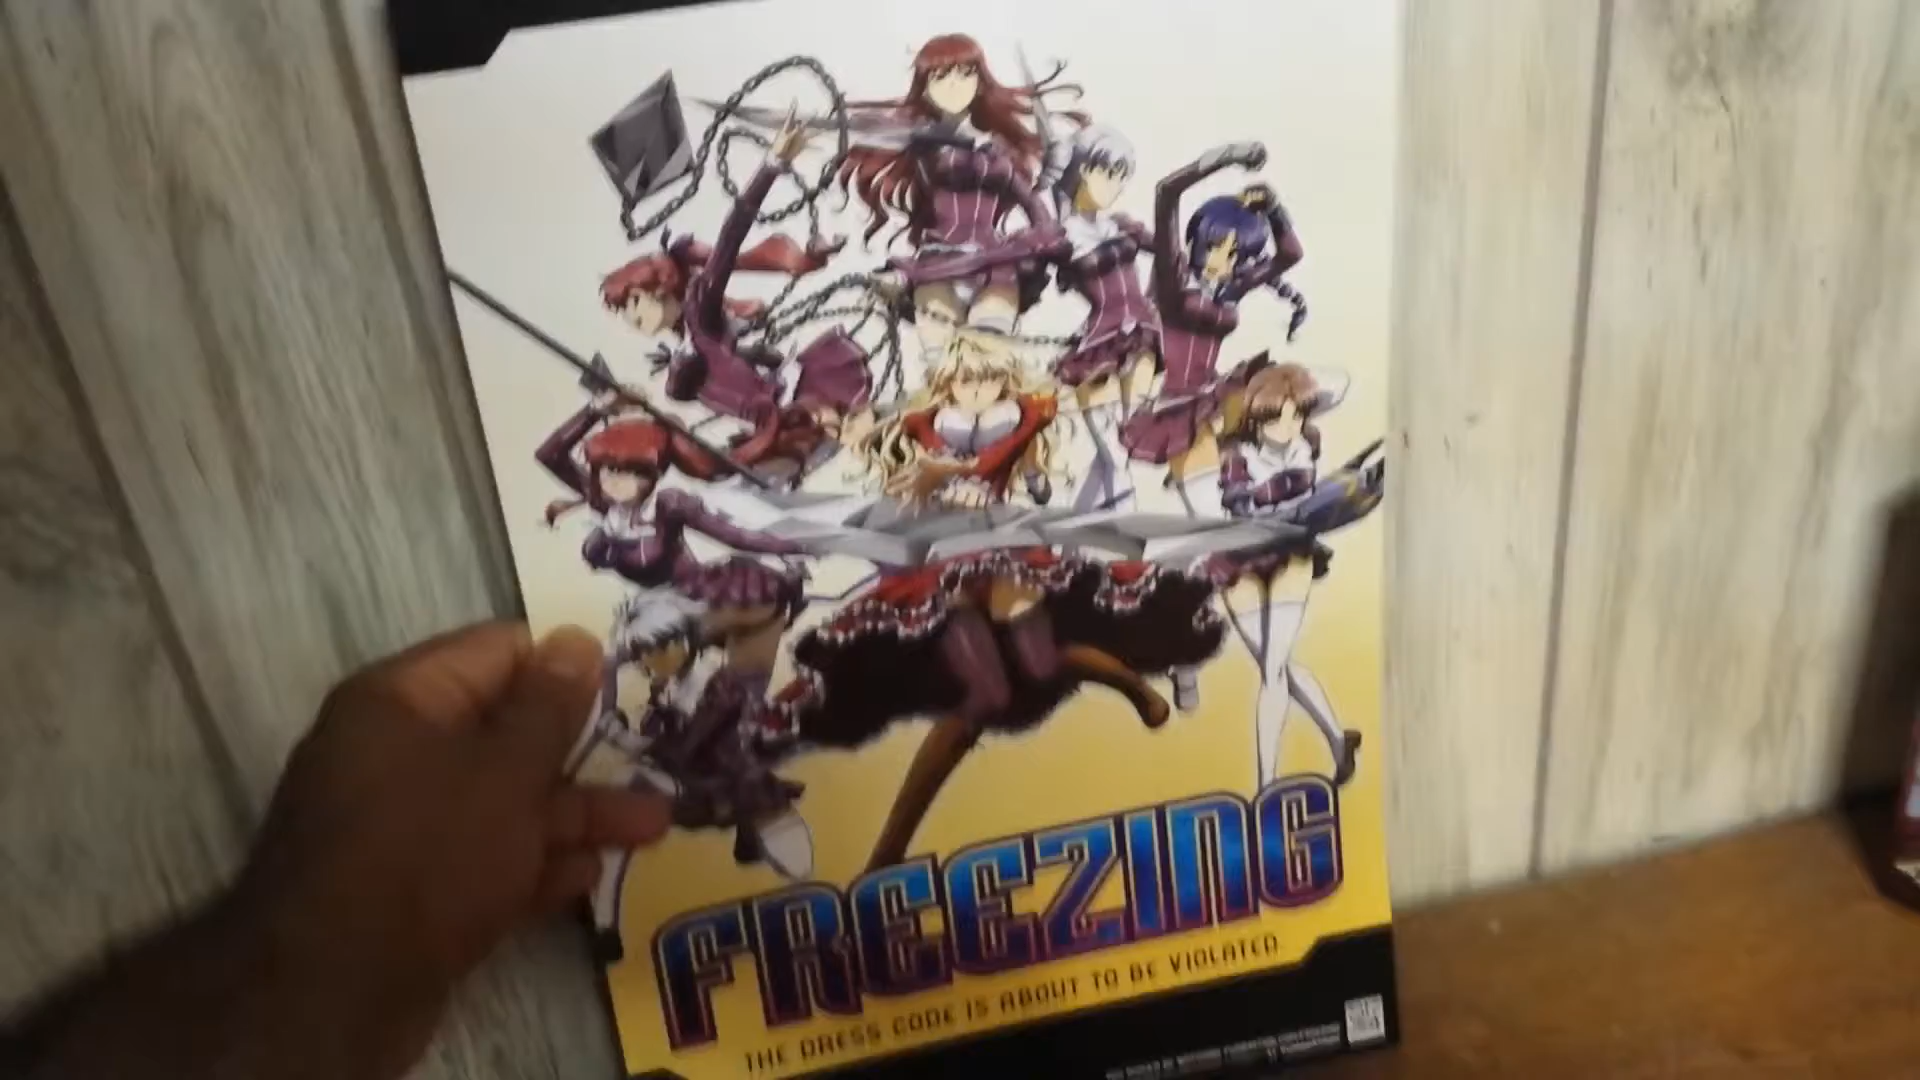 FREEZING
THE DRESS CODE IS ABOUT TO BE VIOLATED